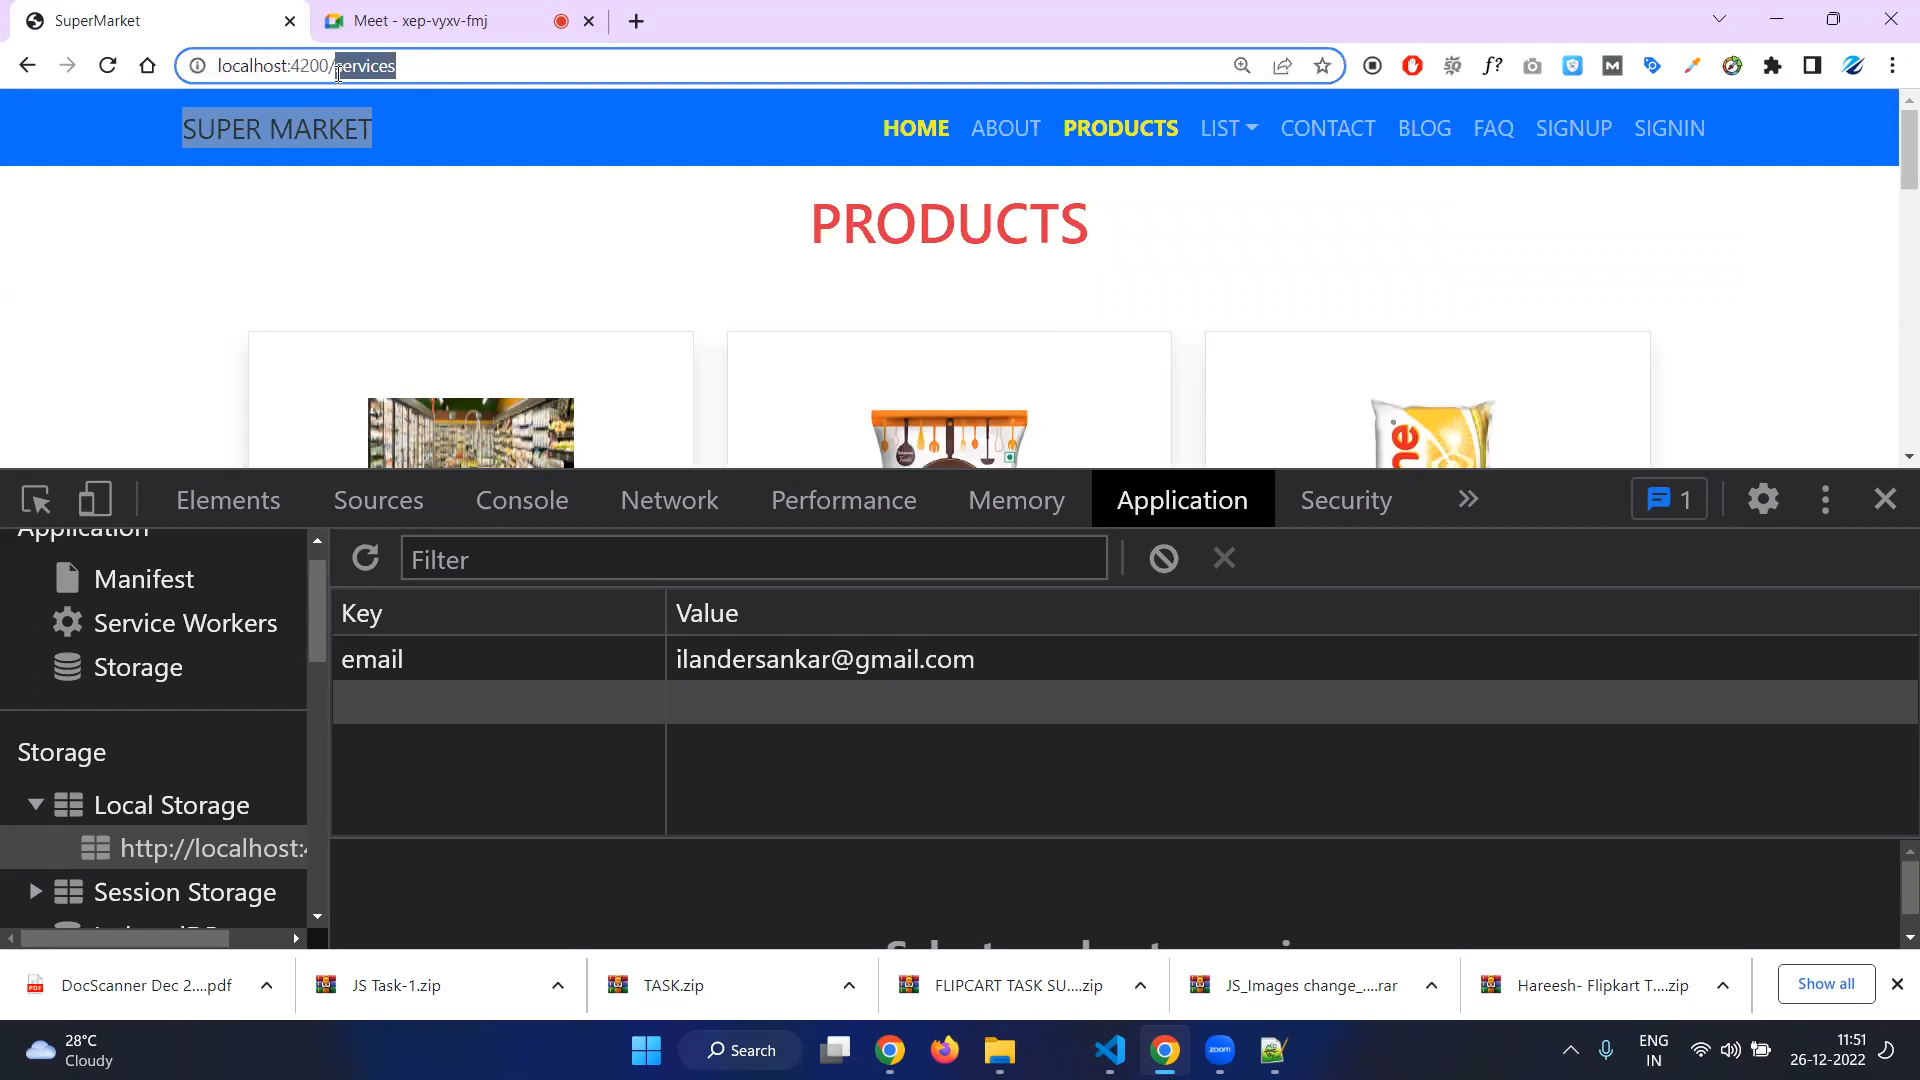 SuperMarket
Meet - xep-vyxv-fmj
localhost:4200/services
SUPER MARKET
HOME ABOUT PRODUCTS LIST CONTACT BLOG FAQ SIGNUP SIGNIN
PRODUCTS
Elements Sources Console Network Performance Memory Application Security 1
Application
Manifest
Service Workers
Storage
Storage
Local Storage
http://localhost:4
Session Storage
Filter
Key Value
email ilandersankar@gmail.com
DocScanner Dec 2....pdf
JS Task-1.zip
TASK.zip
FLIPCART TASK SU....zip
JS_Images change_....rar
Hareesh- Flipkart T....zip
Show all
28°C
Cloudy
Search
zoom
ENG
IN
11:51
26-12-2022